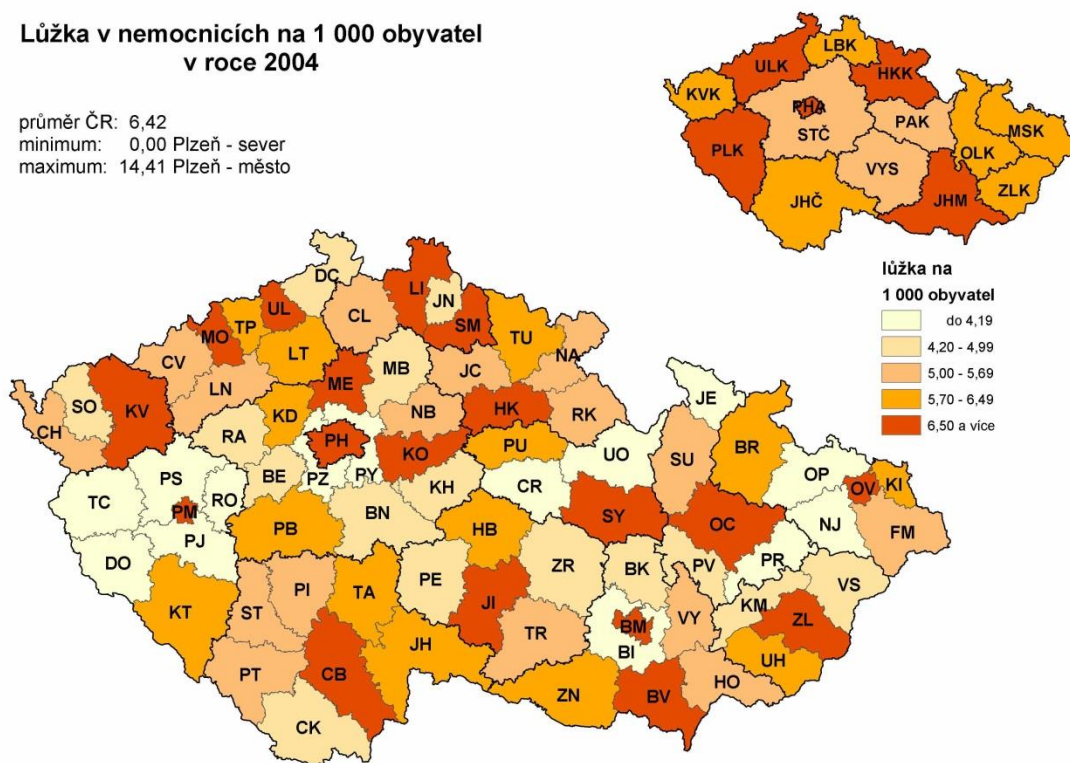 Lůžka v nemocnicích na 1 000 obyvatel
v roce 2004
průměr ČR: 6,42
minimum: 0,00 Plzeň - sever
maximum: 14,41 Plzeň - město
LBK
ULK
HKK
KVK
PHA
STČ
PAK
MSK
PLK
OLK
VYS
ZLK
JHČ
JHM
lůžka na
1 000 obyvatel
do 4,19
4,20 - 4,99
5,00 - 5,69
5,70 - 6,49
6,50 a více
DC
LI
JN
UL
CL
SM
TP
MO
TU
LT
NA
CV
MB
JC
LN
ME
JE
SO
KV
KD
NB
HK
RK
CH
RA
PH
KO
PU
UO
SU
BR
OP
PS
BE
PZ
PY
KH
CR
OV
KI
TC
RO
PM
BN
SY
OC
NJ
PB
HB
FM
DO
PJ
PR
PE
ZR
BK
PV
VS
KT
ST
PI
TA
JI
KM
TR
BM
VY
ZL
BI
JH
UH
PT
CB
ZN
BV
HO
CK